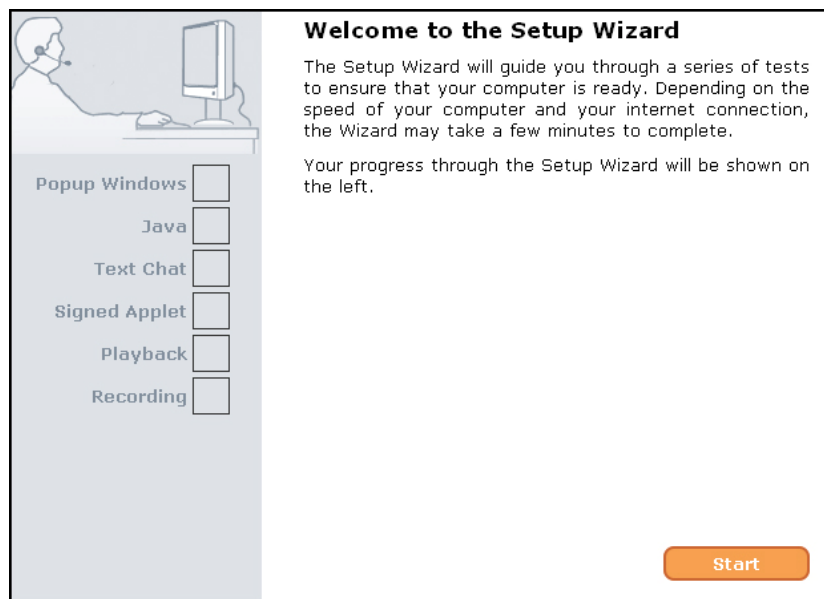 Welcome to the Setup Wizard
The Setup Wizard will guide you through a series of tests
to ensure that your computer is ready. Depending on the
speed of your computer and your internet connection,
the Wizard may take a few minutes to complete.
Your progress through the Setup Wizard will be shown on
the left.
Popup Windows
Java
Text Chat
Signed Applet
Playback
Recording
Start